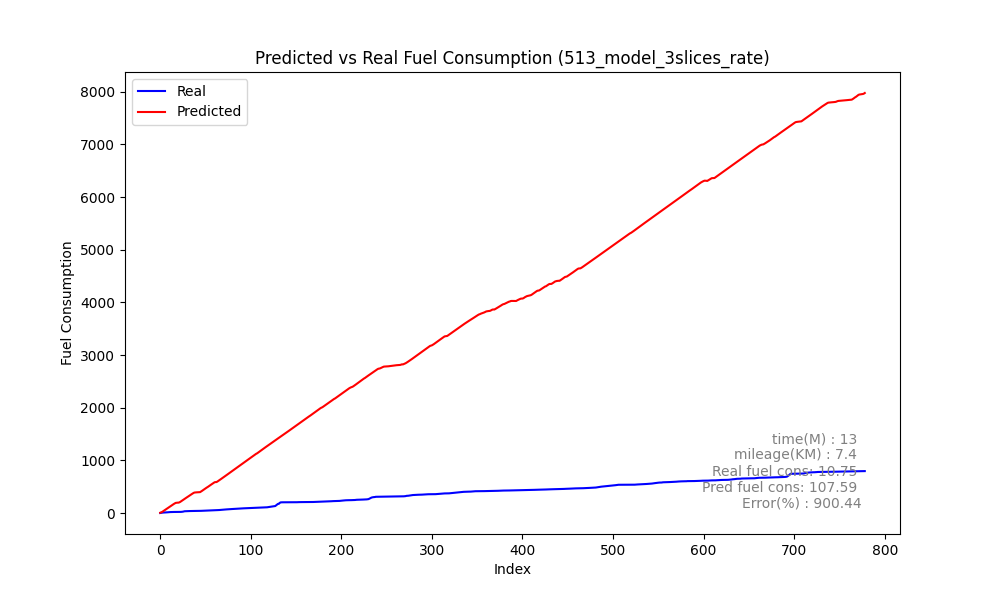 Predicted vs Real Fuel Consumption (513_model_3slices_rate)
Real
Predicted
8000
7000
6000
5000
4000
3000
2000
1000
0
Fuel Consumption
time(M) : 13
mileage(KM) : 7.4
Real fuel cons: 10.75
Pred fuel cons: 107.59
Error(%) : 900.44
0 100 200 300 400 500 600 700 800
Index